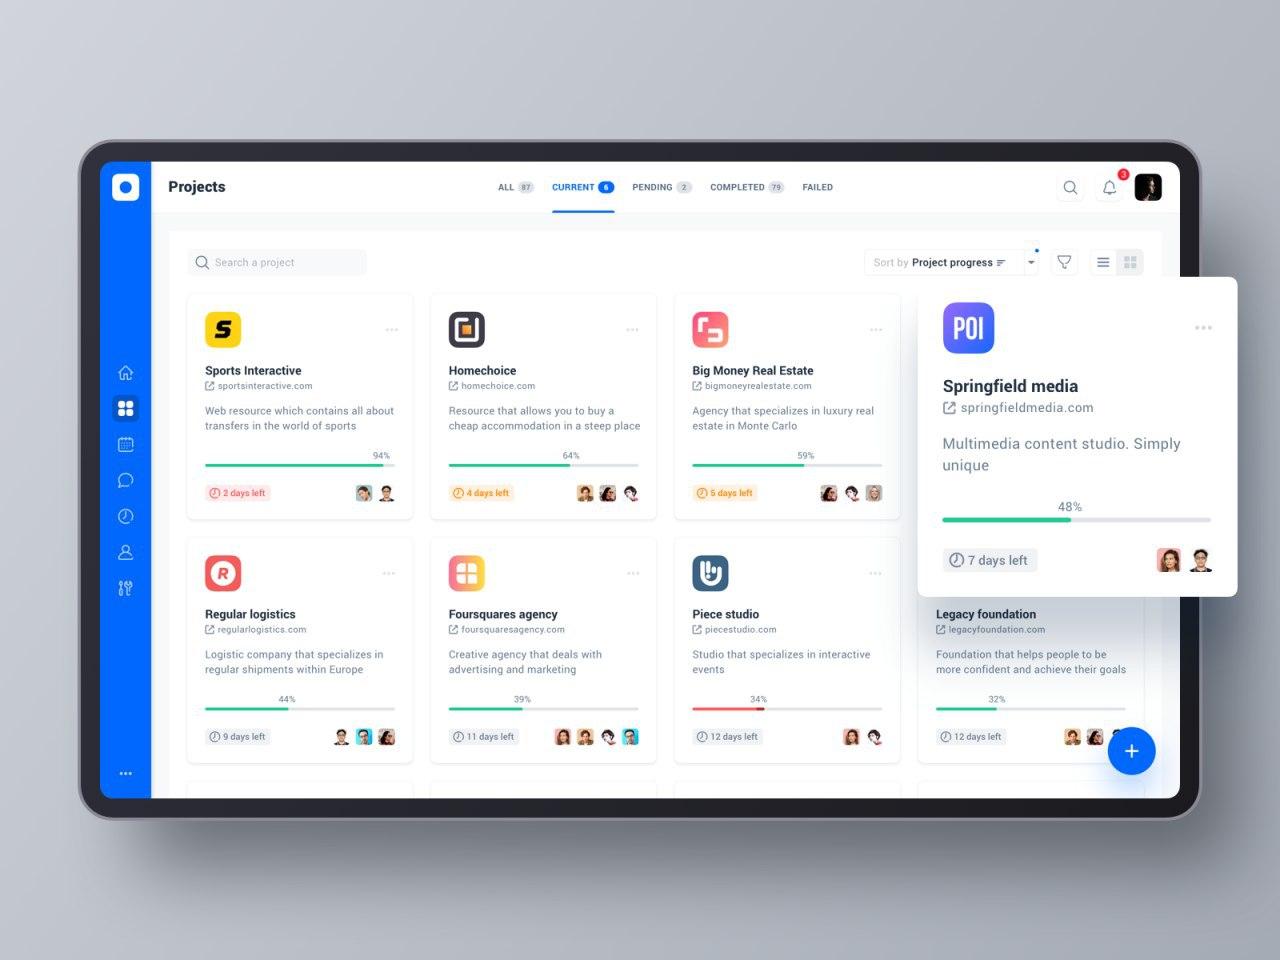 Projects
ALL 87
CURRENT 6
PENDING 2
COMPLETED 79
FAILED
3
Search a project
Sort by Project progress
S
Sports Interactive
sportsinteractive.com
Web resource which contains all about
transfers in the world of sports
94%
2 days left
Homechoice
homechoice.com
Resource that allows you to buy a
cheap accommodation in a steep place
64%
4 days left
Big Money Real Estate
bigmoneyrealestate.com
Agency that specializes in luxury real
estate in Monte Carlo
59%
5 days left
POI
Springfield media
springfieldmedia.com
Multimedia content studio. Simply
unique
48%
7 days left
R
Regular logistics
regularlogistics.com
Logistic company that specializes in
regular shipments within Europe
44%
9 days left
Foursquares agency
foursquaresagency.com
Creative agency that deals with
advertising and marketing
39%
11 days left
Piece studio
piecestudio.com
Studio that specializes in interactive
events
34%
12 days left
Legacy foundation
legacyfoundation.com
Foundation that helps people to be
more confident and achieve their goals
32%
12 days left